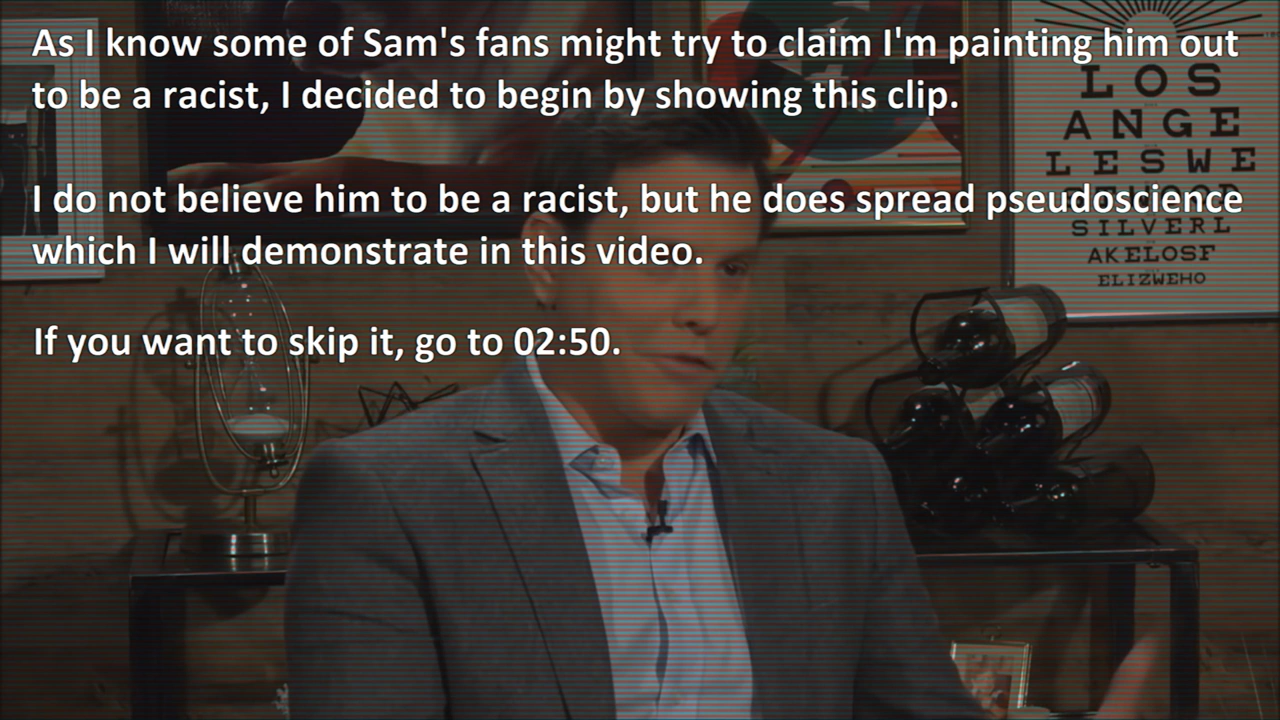 As I know some of Sam's fans might try to claim I'm painting him out
to be a racist, I decided to begin by showing this clip.
I do not believe him to be a racist, but he does spread pseudoscience
which I will demonstrate in this video.
If you want to skip it, go to 02:50.
LOS
ANGE
LESWE
SILVERL
AKELOSF
ELIZWEHO